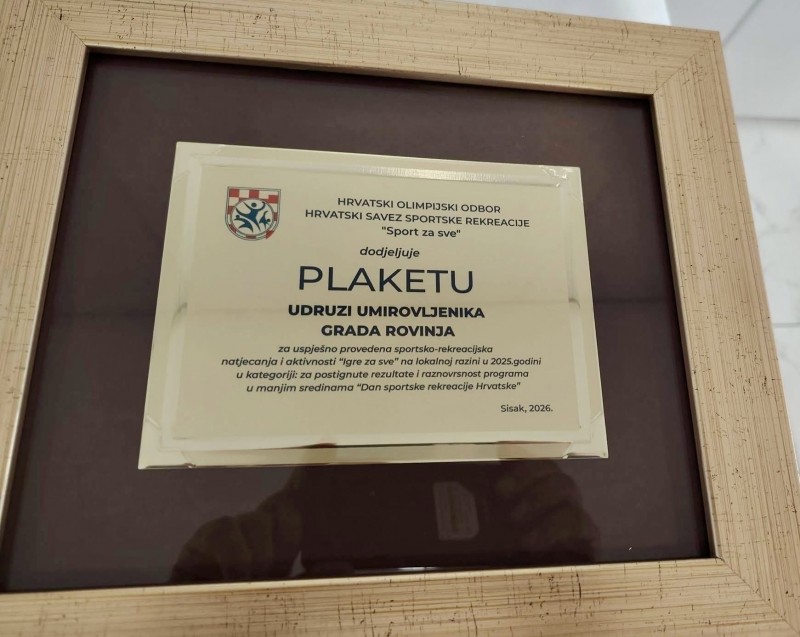 HRVATSKI OLIMPIJSKI ODBOR
HRVATSKI SAVEZ SPORTSKE REKREACIJE
"Sport za sve"
dodjeljuje
PLAKETU
UDRUZI UMIROVLJENIKA
GRADA ROVINJA
za uspješno provedena sportsko-rekreacijska
natjecanja i aktivnosti “Igre za sve” na lokalnoj razini u 2025.godini
u kategoriji: za postignute rezultate i raznovrsnost programa
u manjim sredinama “Dan sportske rekreacije Hrvatske”
Sisak, 2026.